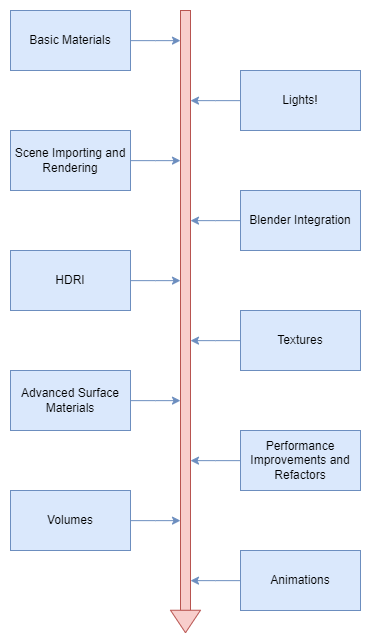 Basic Materials
Lights!
Scene Importing and
Rendering
Blender Integration
HDRI
Textures
Advanced Surface
Materials
Performance
Improvements and
Refactors
Volumes
Animations